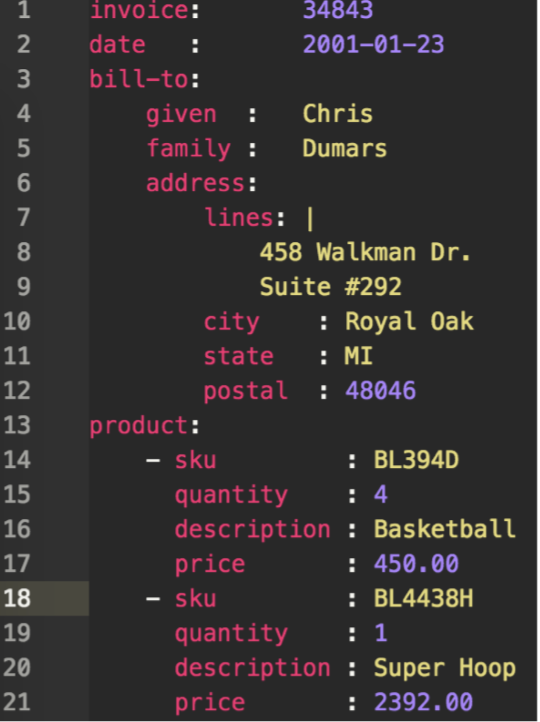 1 invoice: 34843
2 date : 2001-01-23
3 bill-to:
4 given : Chris
5 family : Dumars
6 address:
7 lines: |
8 458 Walkman Dr.
9 Suite #292
10 city : Royal Oak
11 state : MI
12 postal : 48046
13 product:
14 - sku : BL394D
15 quantity : 4
16 description : Basketball
17 price : 450.00
18 - sku : BL4438H
19 quantity : 1
20 description : Super Hoop
21 price : 2392.00